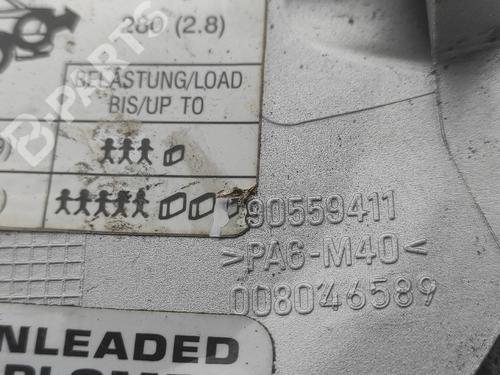 280 (2.8)
BELASTUNG/LOAD
BIS/UP TO
90559411
>PA6-M40<
008046589
NLEADED
B-PARTS